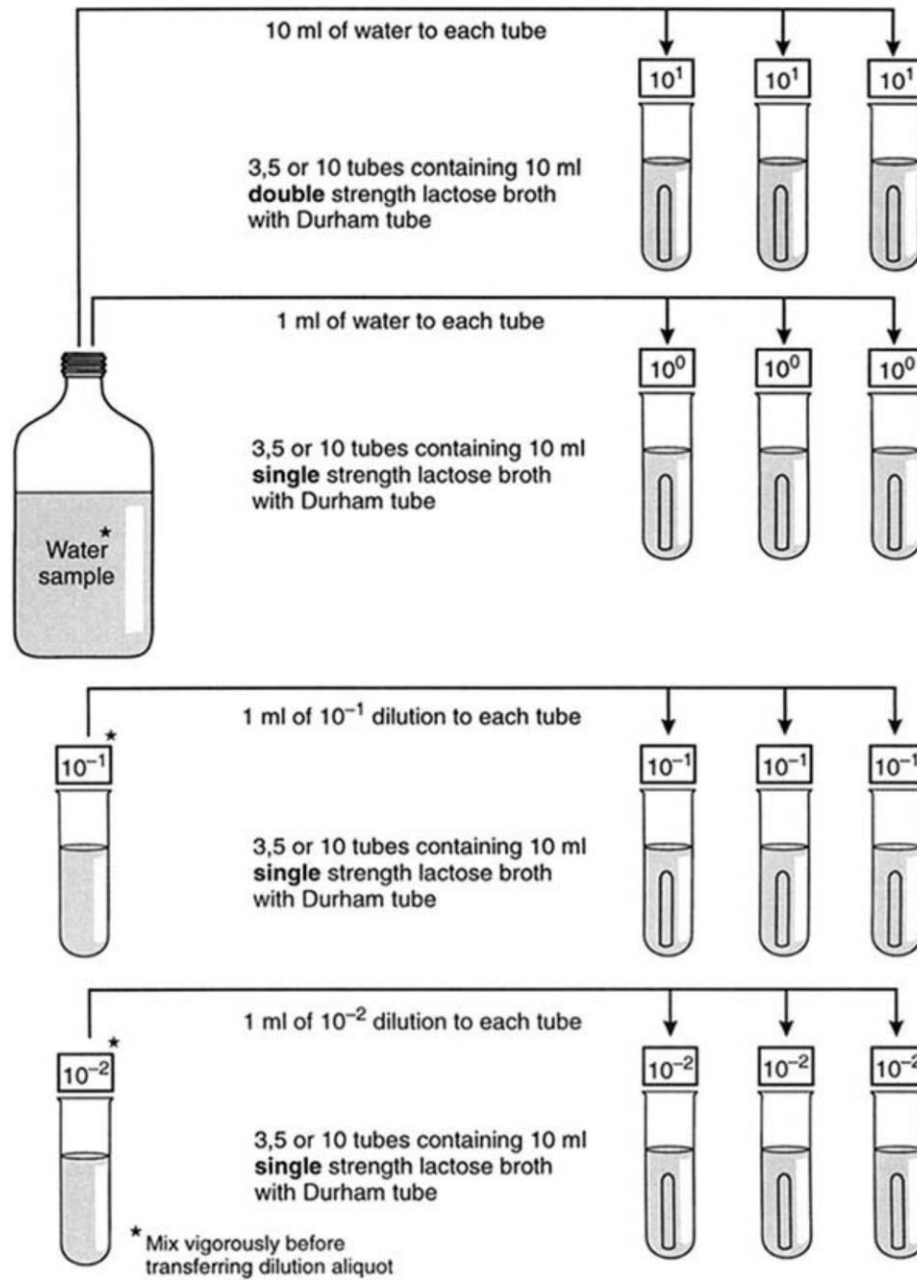 10 ml of water to each tube
10¹ 10¹ 10¹
3,5 or 10 tubes containing 10 ml
double strength lactose broth
with Durham tube
1 ml of water to each tube
10⁰ 10⁰ 10⁰
3,5 or 10 tubes containing 10 ml
single strength lactose broth
with Durham tube
Water*
sample
1 ml of 10⁻¹ dilution to each tube
10⁻¹* 10⁻¹ 10⁻¹ 10⁻¹
3,5 or 10 tubes containing 10 ml
single strength lactose broth
with Durham tube
1 ml of 10⁻² dilution to each tube
10⁻²* 10⁻² 10⁻² 10⁻²
3,5 or 10 tubes containing 10 ml
single strength lactose broth
with Durham tube
* Mix vigorously before
transferring dilution aliquot